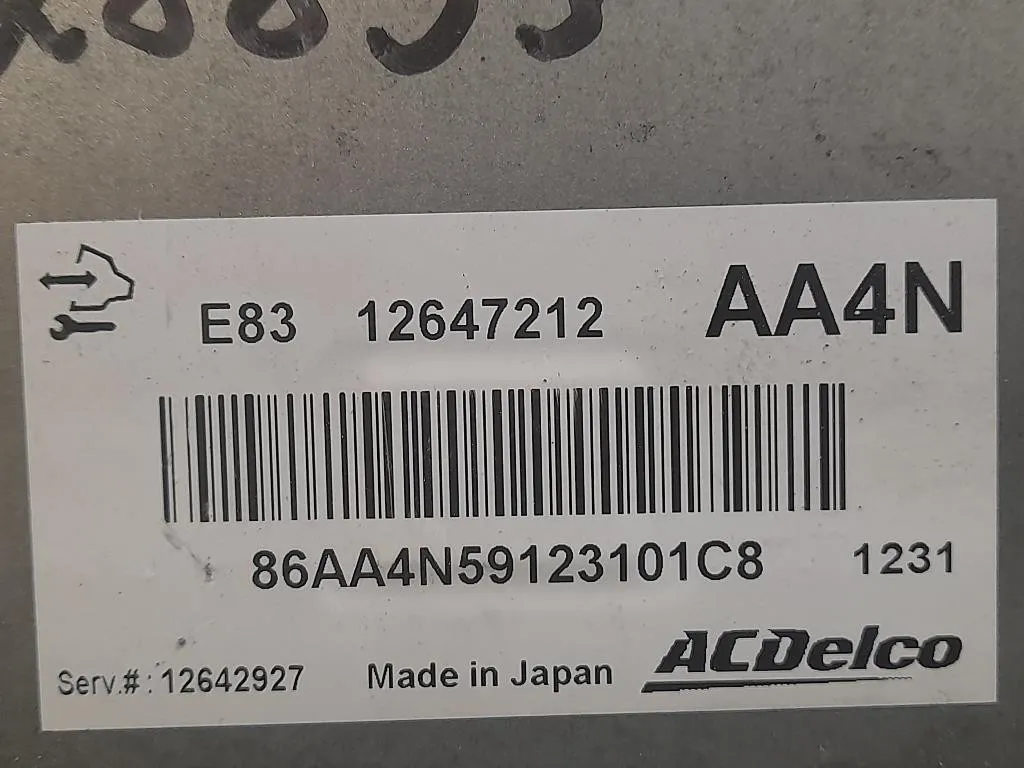 E83 12647212 AA4N
86AA4N59123101C8 1231
Serv.#: 12642927 Made in Japan ACDelco